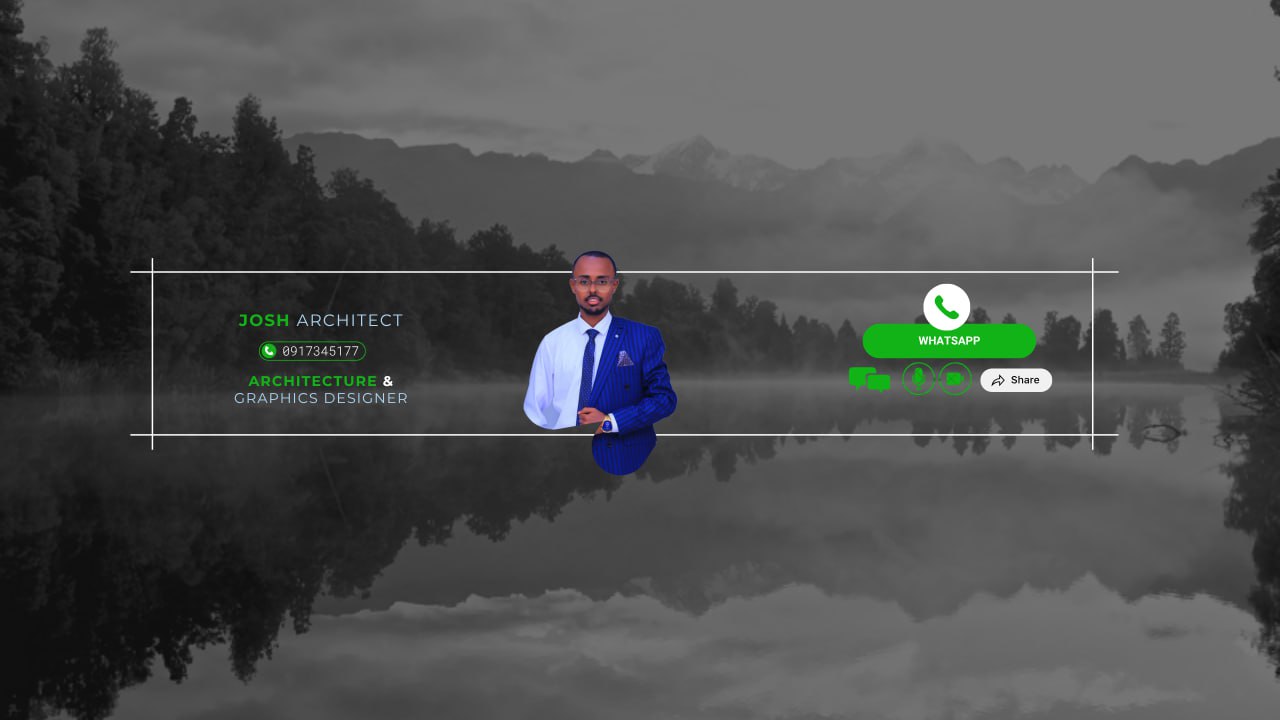 JOSH ARCHITECT
0917345177
ARCHITECTURE &
GRAPHICS DESIGNER
WHATSAPP
Share